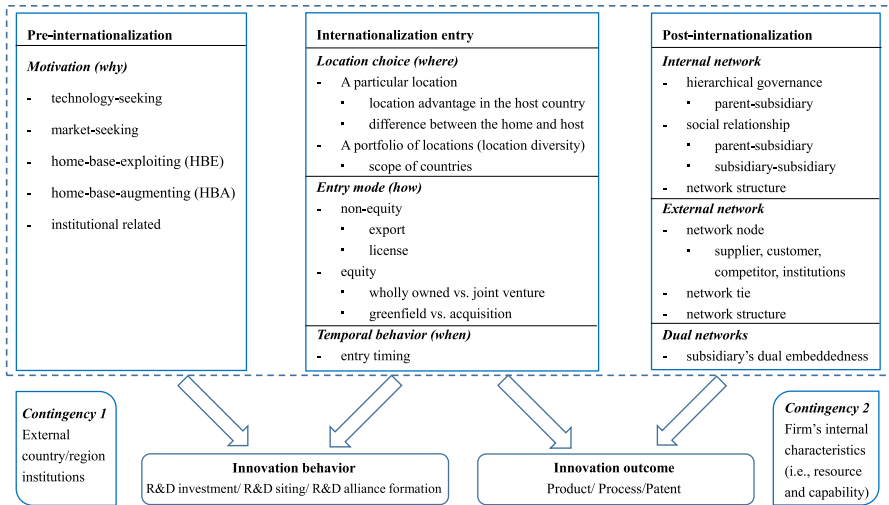 Pre-internationalization
Motivation (why)
- technology-seeking
- market-seeking
- home-base-exploiting (HBE)
- home-base-augmenting (HBA)
- institutional related
Internationalization entry
Location choice (where)
- A particular location
▪ location advantage in the host country
▪ difference between the home and host
- A portfolio of locations (location diversity)
▪ scope of countries
Entry mode (how)
- non-equity
▪ export
▪ license
- equity
▪ wholly owned vs. joint venture
▪ greenfield vs. acquisition
Temporal behavior (when)
- entry timing
Post-internationalization
Internal network
- hierarchical governance
▪ parent-subsidiary
- social relationship
▪ parent-subsidiary
▪ subsidiary-subsidiary
- network structure
External network
- network node
▪ supplier, customer,
competitor, institutions
- network tie
- network structure
Dual networks
- subsidiary's dual embeddedness
Contingency 1
External
country/region
institutions
Innovation behavior
R&D investment/ R&D siting/ R&D alliance formation
Innovation outcome
Product/ Process/Patent
Contingency 2
Firm's internal
characteristics
(i.e., resource
and capability)